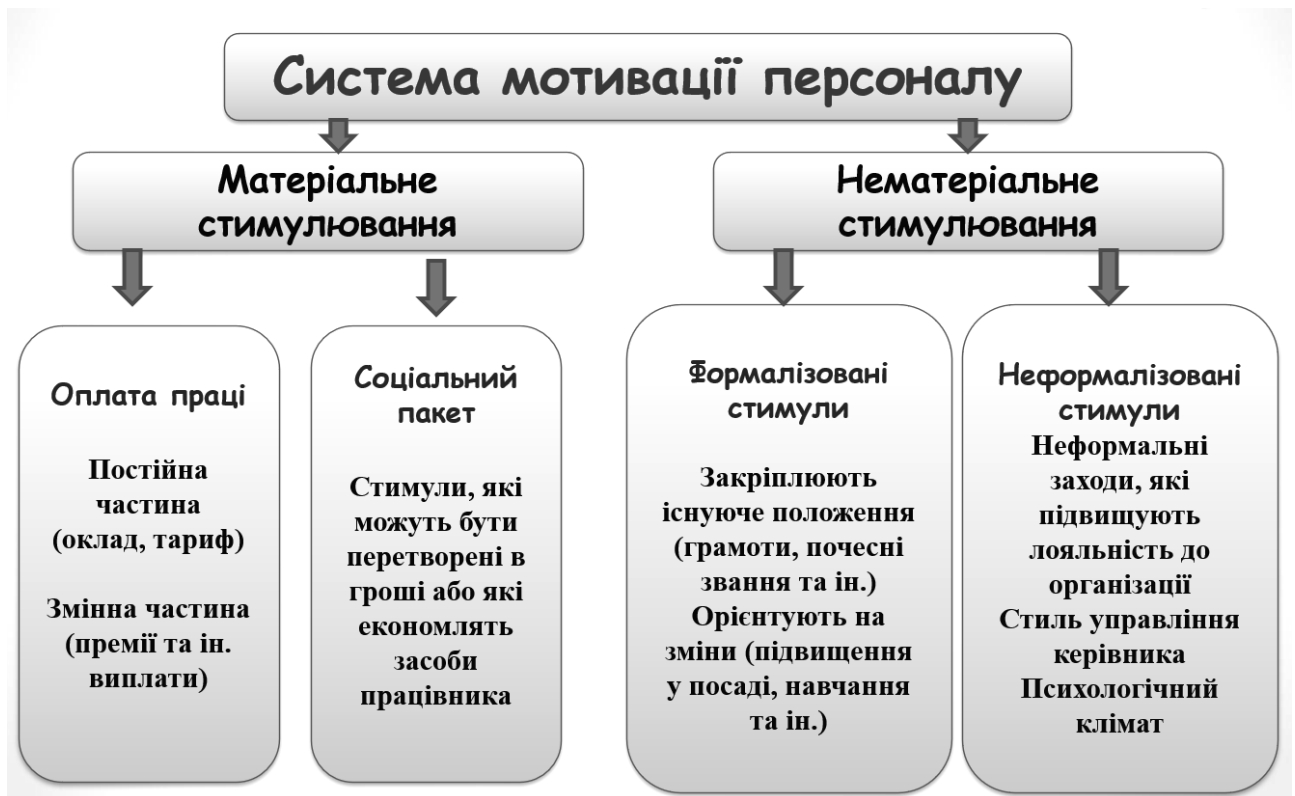 Система мотивації персоналу
Матеріальне
стимулювання
Нематеріальне
стимулювання
Оплата праці
Постійна
частина
(оклад, тариф)
Змінна частина
(премії та ін.
виплати)
Соціальний
пакет
Стимули, які
можуть бути
перетворені в
гроші або які
економлять
засоби
працівника
Формалізовані
стимули
Закріплюють
існуюче положення
(грамоти, почесні
звання та ін.)
Орієнтують на
зміни (підвищення
у посаді, навчання
та ін.)
Неформалізовані
стимули
Неформальні
заходи, які
підвищують
лояльність до
організації
Стиль управління
керівника
Психологічний
клімат